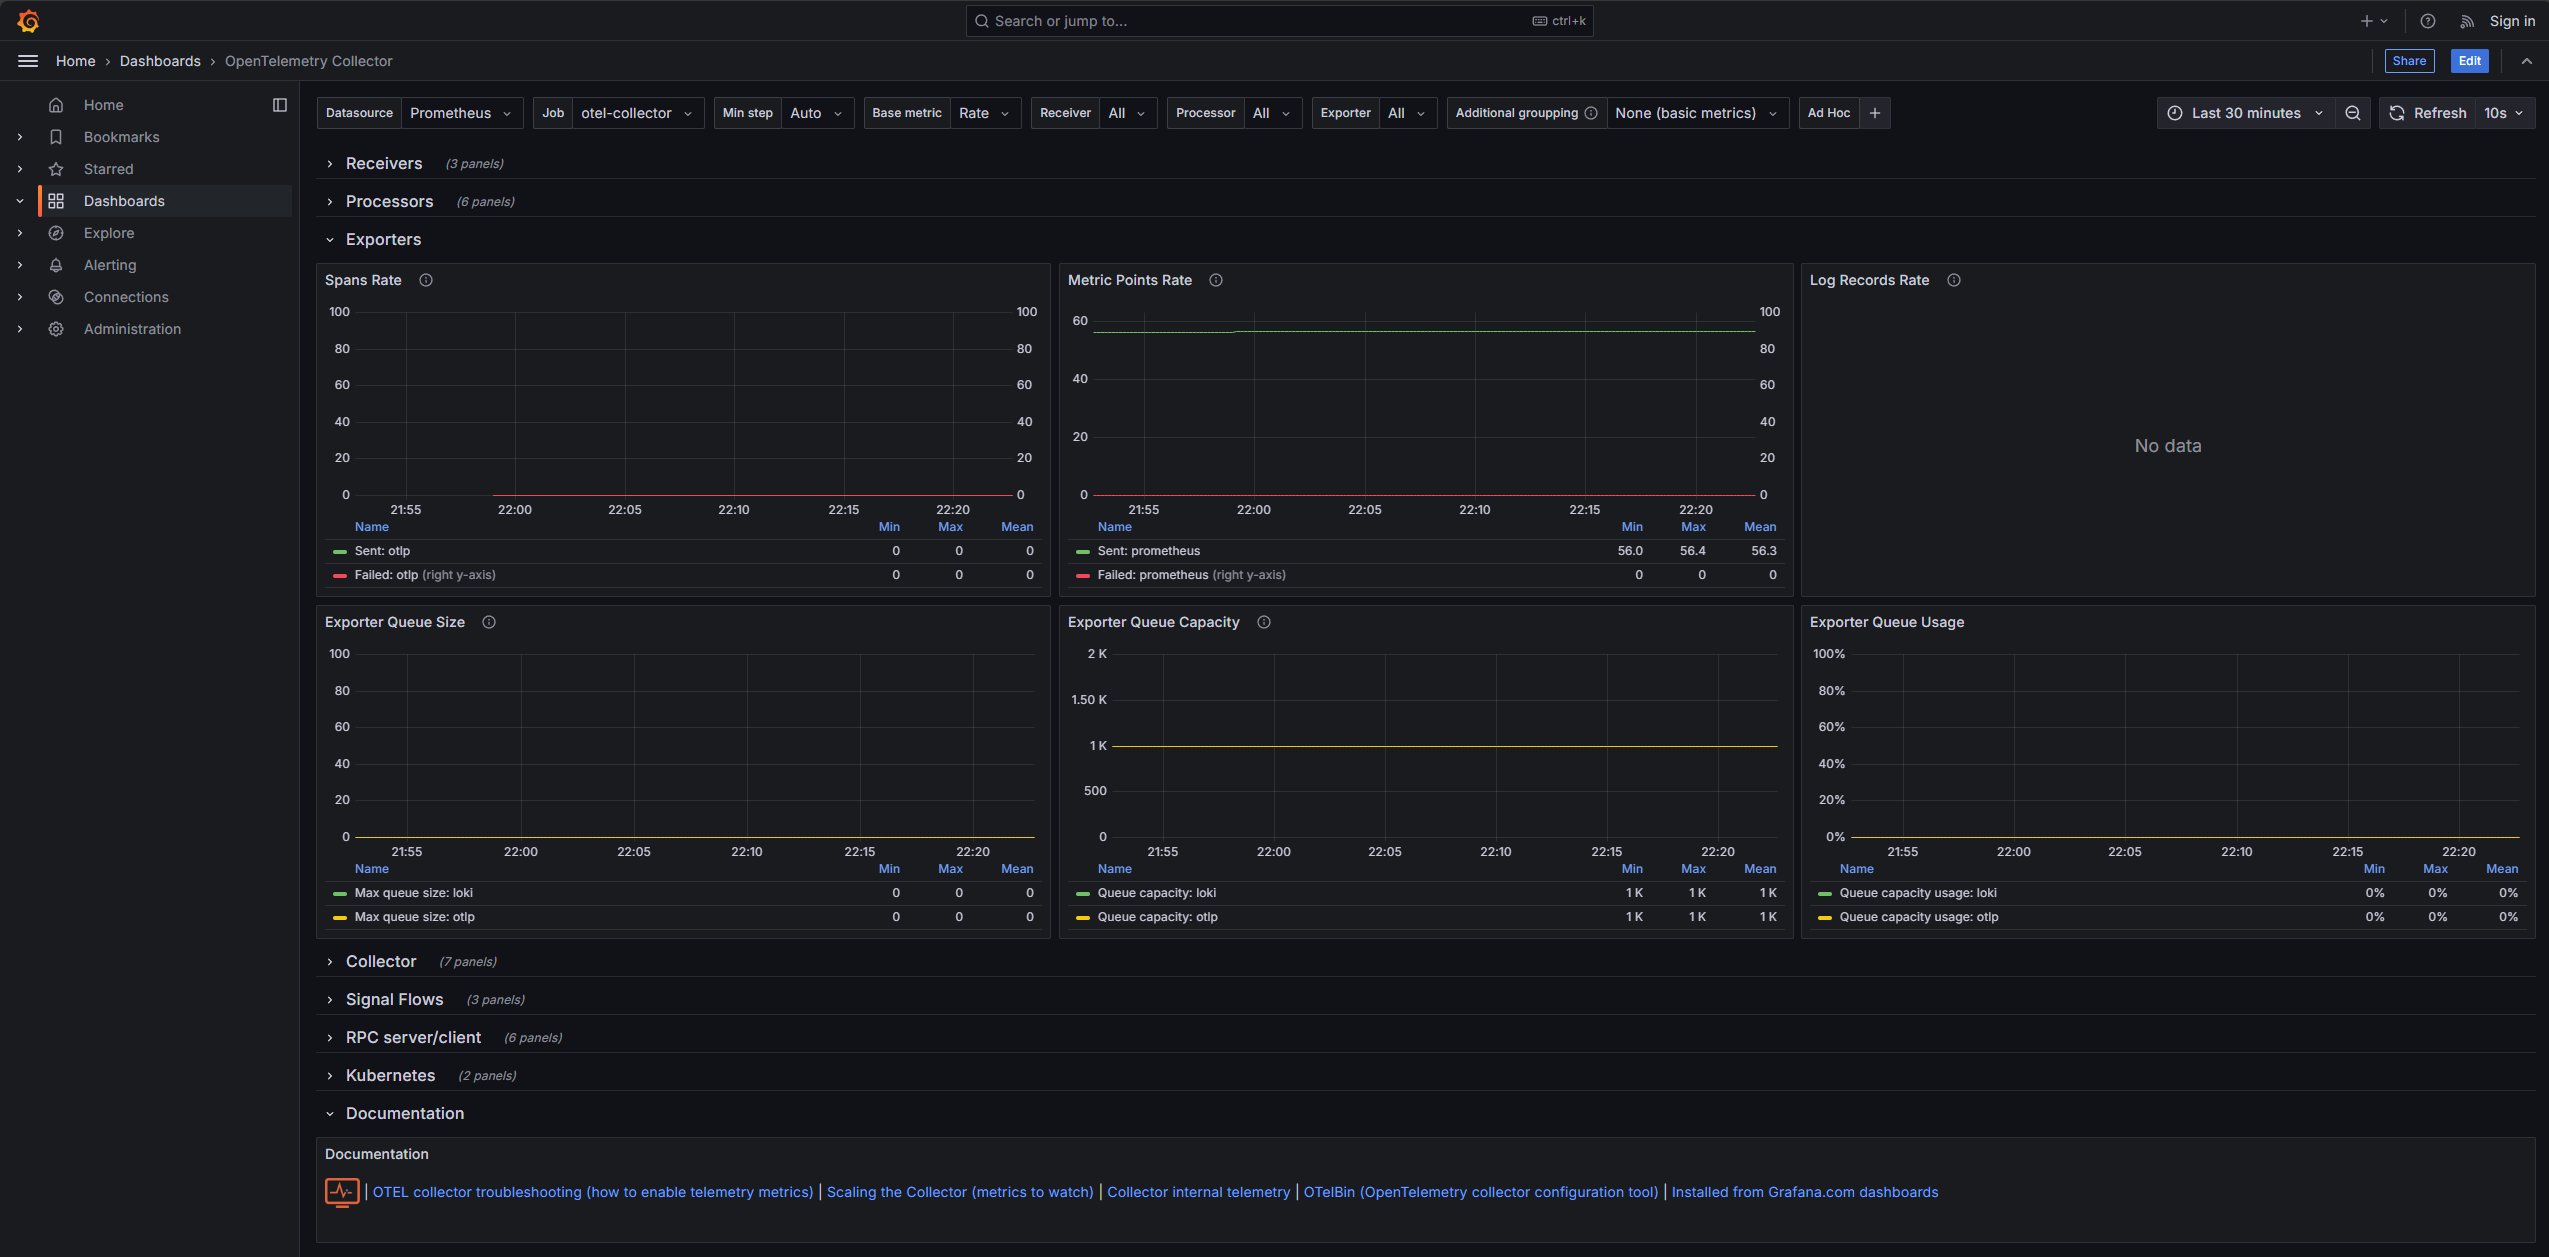 Search or jump to... ctrl+k Sign in
Home › Dashboards › OpenTelemetry Collector Share Edit
Home
Bookmarks
Starred
Dashboards
Explore
Alerting
Connections
Administration
Datasource Prometheus Job otel-collector Min step Auto Base metric Rate Receiver All Processor All Exporter All Additional groupping None (basic metrics) Ad Hoc + Last 30 minutes Refresh 10s
Receivers (3 panels)
Processors (6 panels)
Exporters
Spans Rate
100 100
80 80
60 60
40 40
20 20
0 0
21:55 22:00 22:05 22:10 22:15 22:20
Name Min Max Mean
Sent: otlp 0 0 0
Failed: otlp (right y-axis) 0 0 0
Metric Points Rate
100
60
80
40 60
40
20
20
0 0
21:55 22:00 22:05 22:10 22:15 22:20
Name Min Max Mean
Sent: prometheus 56.0 56.4 56.3
Failed: prometheus (right y-axis) 0 0 0
Log Records Rate
No data
Exporter Queue Size
100
80
60
40
20
0
21:55 22:00 22:05 22:10 22:15 22:20
Name Min Max Mean
Max queue size: loki 0 0 0
Max queue size: otlp 0 0 0
Exporter Queue Capacity
2 K
1.50 K
1 K
500
0
21:55 22:00 22:05 22:10 22:15 22:20
Name Min Max Mean
Queue capacity: loki 1 K 1 K 1 K
Queue capacity: otlp 1 K 1 K 1 K
Exporter Queue Usage
100%
80%
60%
40%
20%
0%
21:55 22:00 22:05 22:10 22:15 22:20
Name Min Max Mean
Queue capacity usage: loki 0% 0% 0%
Queue capacity usage: otlp 0% 0% 0%
Collector (7 panels)
Signal Flows (3 panels)
RPC server/client (6 panels)
Kubernetes (2 panels)
Documentation
Documentation
| OTEL collector troubleshooting (how to enable telemetry metrics) | Scaling the Collector (metrics to watch) | Collector internal telemetry | OTelBin (OpenTelemetry collector configuration tool) | Installed from Grafana.com dashboards